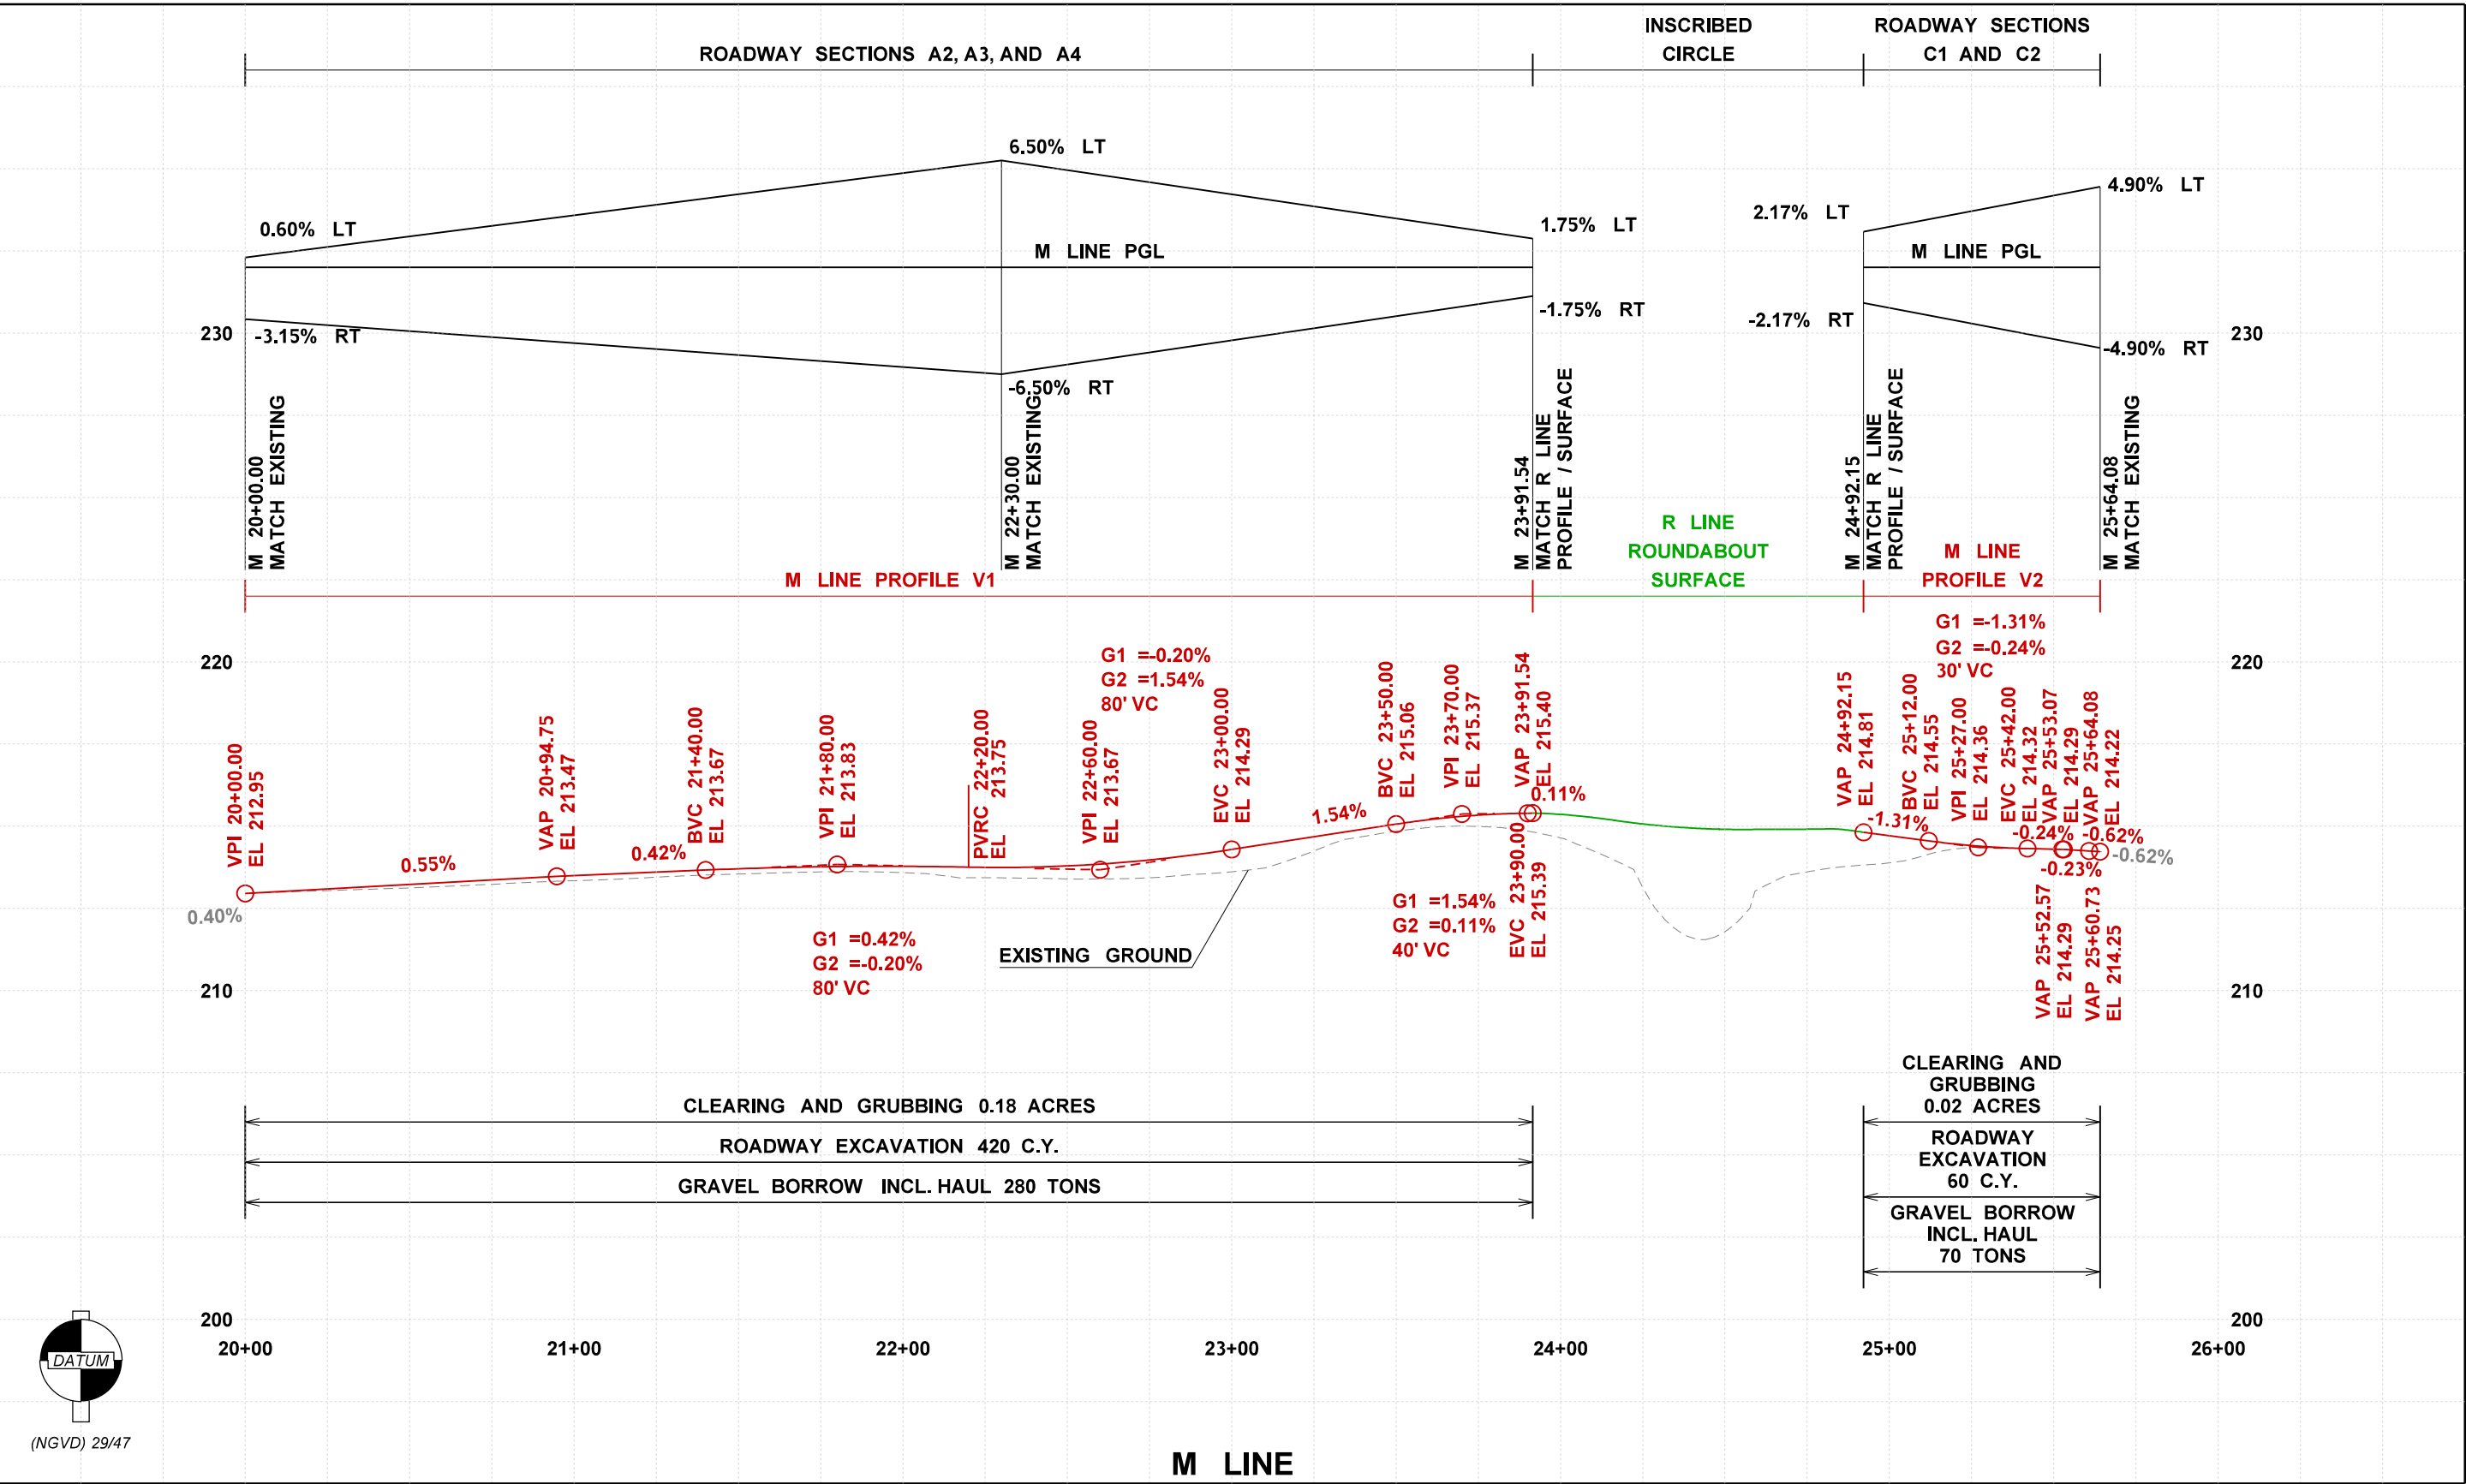 ROADWAY SECTIONS A2, A3, AND A4
INSCRIBED
CIRCLE
ROADWAY SECTIONS
C1 AND C2
6.50% LT
0.60% LT
M LINE PGL
1.75% LT
2.17% LT
4.90% LT
M LINE PGL
230
-3.15% RT
-6.50% RT
-1.75% RT
-2.17% RT
-4.90% RT
230
M 20+00.00
MATCH EXISTING
M 22+30.00
MATCH EXISTING
M 23+91.54
MATCH R LINE
PROFILE / SURFACE
M 24+92.15
MATCH R LINE
PROFILE / SURFACE
M 25+64.08
MATCH EXISTING
M LINE PROFILE V1
R LINE
ROUNDABOUT
SURFACE
M LINE
PROFILE V2
220
220
G1 =-0.20%
G2 =1.54%
80' VC
G1 =-1.31%
G2 =-0.24%
30' VC
VPI 20+00.00
EL 212.95
VAP 20+94.75
EL 213.47
BVC 21+40.00
EL 213.67
VPI 21+80.00
EL 213.83
PVRC 22+20.00
EL 213.75
VPI 22+60.00
EL 213.67
EVC 23+00.00
EL 214.29
BVC 23+50.00
EL 215.06
VPI 23+70.00
EL 215.37
VAP 23+91.54
EL 215.40
VAP 24+92.15
EL 214.81
BVC 25+12.00
EL 214.55
VPI 25+27.00
EL 214.36
EVC 25+42.00
EL 214.32
VAP 25+53.07
EL 214.29
VAP 25+64.08
EL 214.22
0.40%
0.55%
0.42%
1.54%
0.11%
-1.31%
-0.24%
-0.62%
-0.23%
-0.62%
G1 =0.42%
G2 =-0.20%
80' VC
EXISTING GROUND
G1 =1.54%
G2 =0.11%
40' VC
EVC 23+90.00
EL 215.39
VAP 25+52.57
EL 214.29
VAP 25+60.73
EL 214.25
210
210
CLEARING AND GRUBBING 0.18 ACRES
ROADWAY EXCAVATION 420 C.Y.
GRAVEL BORROW INCL. HAUL 280 TONS
CLEARING AND
GRUBBING
0.02 ACRES
ROADWAY
EXCAVATION
60 C.Y.
GRAVEL BORROW
INCL. HAUL
70 TONS
200
200
20+00
21+00
22+00
23+00
24+00
25+00
26+00
DATUM
(NGVD) 29/47
M LINE